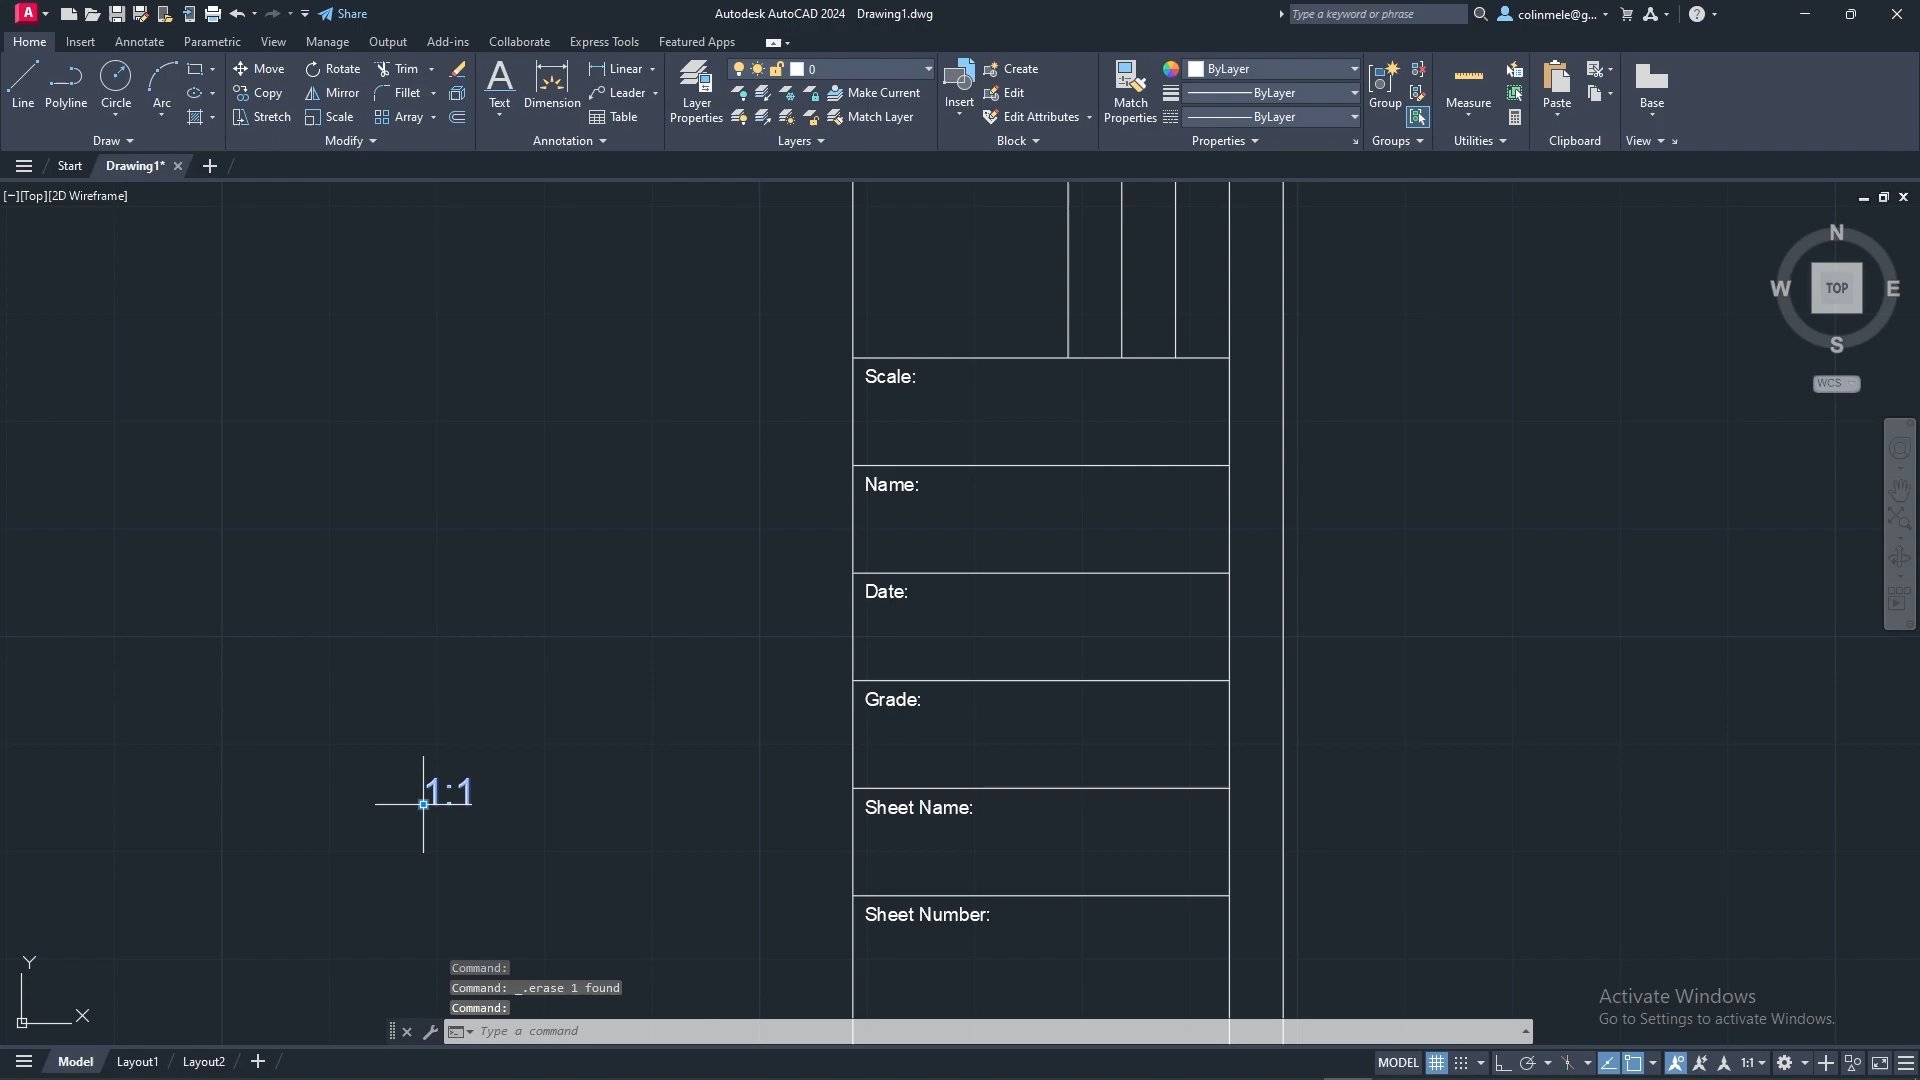 Share
Autodesk AutoCAD 2024 Drawing1.dwg
Type a keyword or phrase
colinmele@g...
Home Insert Annotate Parametric View Manage Output Add-ins Collaborate Express Tools Featured Apps
Line Polyline Circle Arc
Move Rotate Trim
Copy Mirror Fillet
Stretch Scale Array
Text Dimension
Linear
Leader
Table
Layer Properties
0
Make Current
Match Layer
Insert
Create
Edit
Edit Attributes
Match Properties
ByLayer
ByLayer
ByLayer
Group
Measure
Paste
Base
Draw Modify Annotation Layers Block Properties Groups Utilities Clipboard View
Start Drawing1* 
[−][Top][2D Wireframe]
N
W TOP E
S
WCS
Scale:
Name:
Date:
Grade:
1:1
Sheet Name:
Sheet Number:
Y
X
Command:
Command: _.erase 1 found
Command:
Type a command
Activate Windows
Go to Settings to activate Windows.
Model Layout1 Layout2
MODEL
1:1